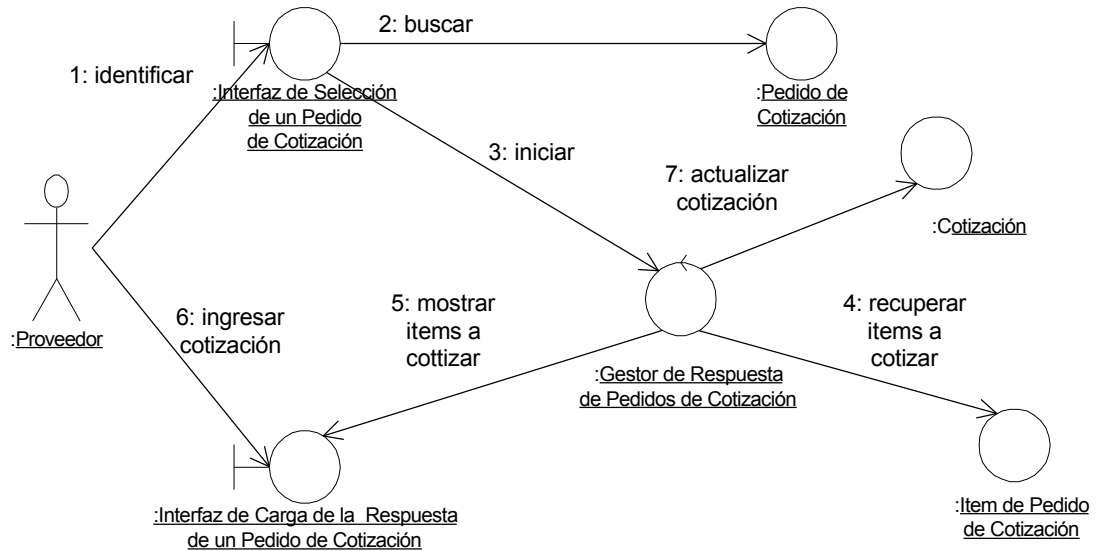 2: buscar
1: identificar
:Interfaz de Selección
de un Pedido
de Cotización
:Pedido de
Cotización
3: iniciar
7: actualizar
cotización
:Cotización
:Proveedor
6: ingresar
cotización
5: mostrar
items a
cottizar
4: recuperar
items a
cotizar
:Gestor de Respuesta
de Pedidos de Cotización
:Interfaz de Carga de la Respuesta
de un Pedido de Cotización
:Item de Pedido
de Cotización